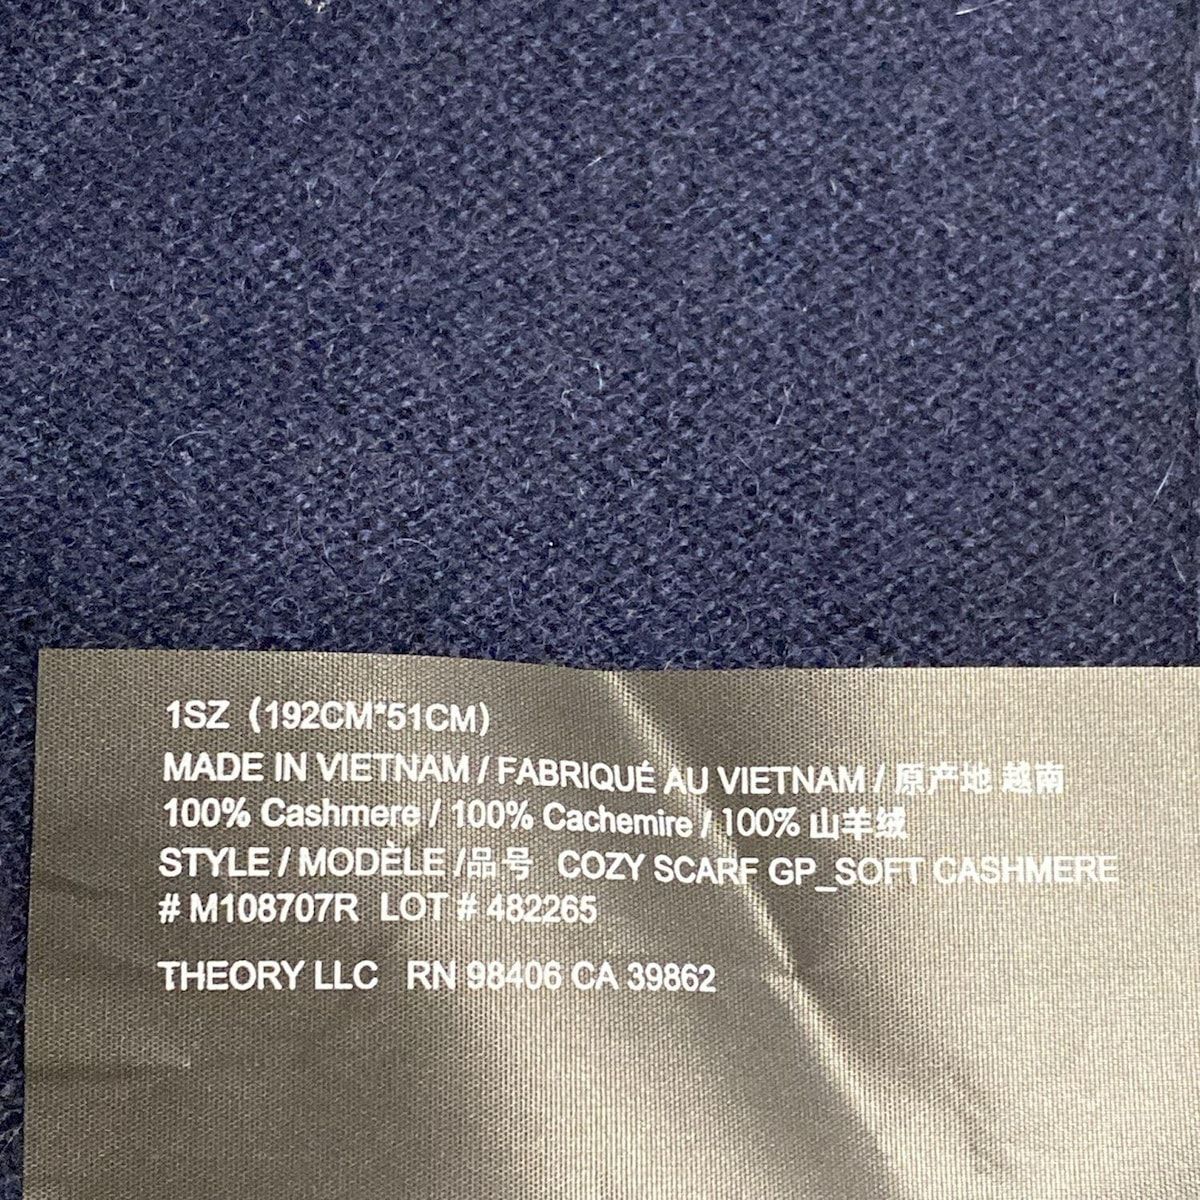 1SZ (192CM*51CM)
MADE IN VIETNAM / FABRIQUÉ AU VIETNAM / 原产地 越南
100% Cashmere / 100% Cachemire / 100% 山羊绒
STYLE / MODÈLE /品号 COZY SCARF GP_SOFT CASHMERE
# M108707R LOT # 482265
THEORY LLC RN 98406 CA 39862